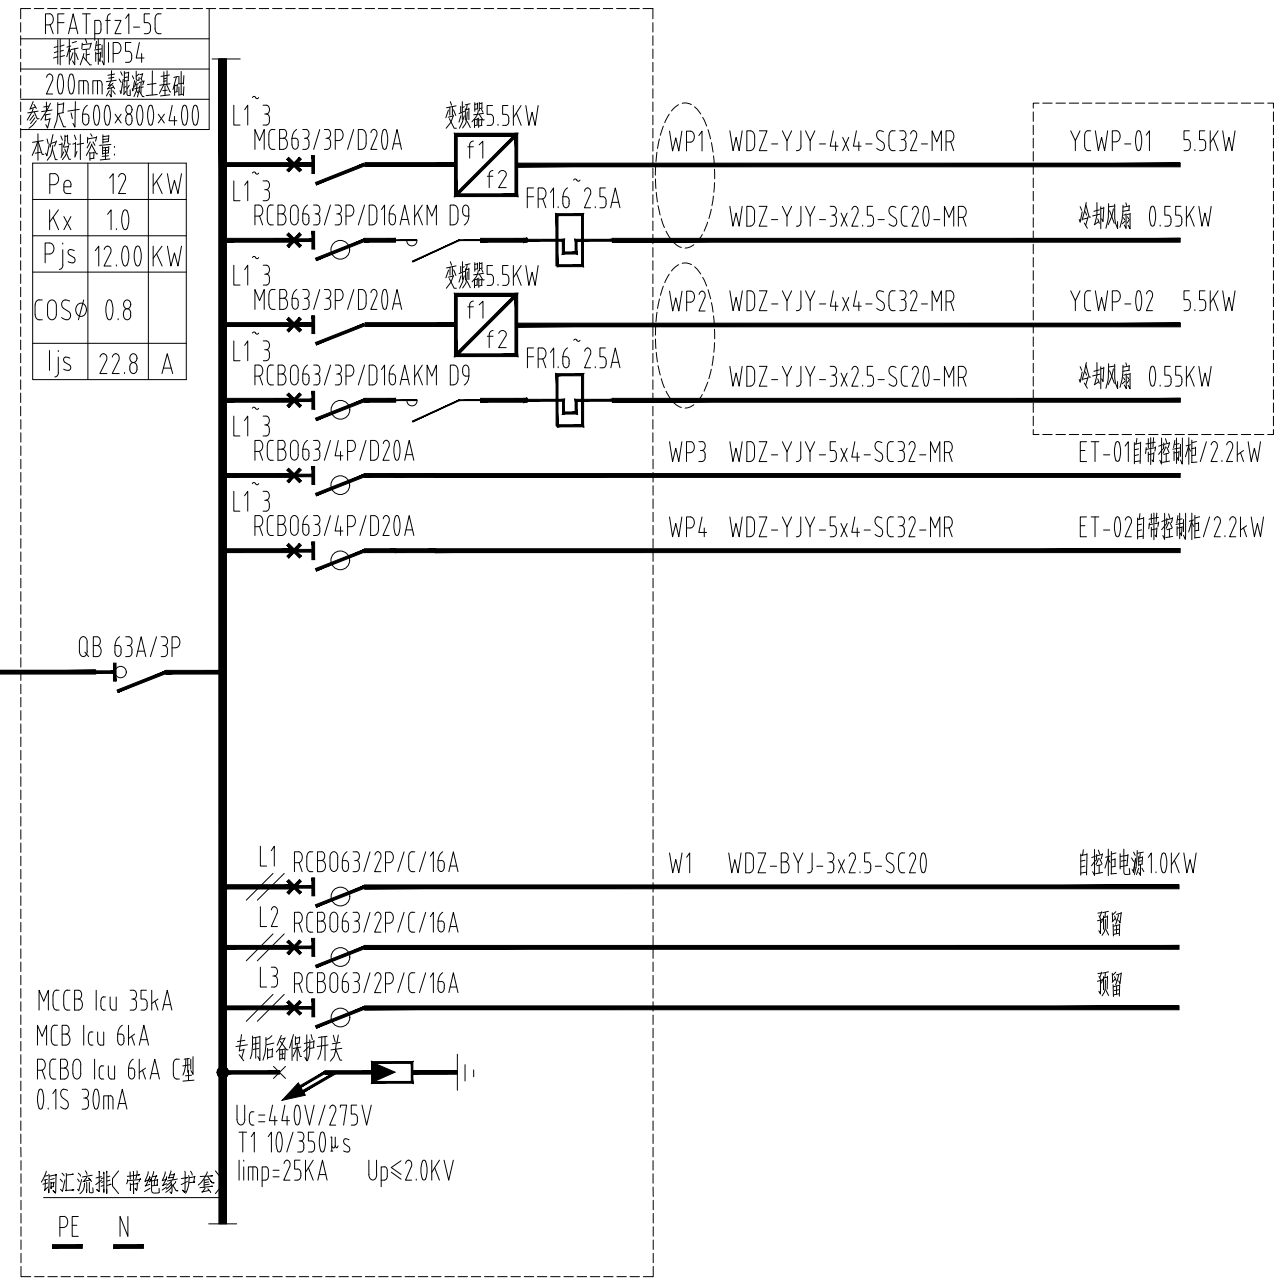 RFATpfz1-5C
非标定制IP54
200mm素混凝土基础
参考尺寸600×800×400
本次设计容量:
Pe 12 KW
Kx 1.0
Pjs 12.00 KW
COSφ 0.8
Ijs 22.8 A
L1~3 MCB63/3P/D20A 变频器5.5KW f1 f2 WP1 WDZ-YJY-4x4-SC32-MR YCWP-01 5.5KW
L1~3 RCBO63/3P/D16AKM D9 FR1.6~2.5A WDZ-YJY-3x2.5-SC20-MR 冷却风扇 0.55KW
L1~3 MCB63/3P/D20A 变频器5.5KW f1 f2 WP2 WDZ-YJY-4x4-SC32-MR YCWP-02 5.5KW
L1~3 RCBO63/3P/D16AKM D9 FR1.6~2.5A WDZ-YJY-3x2.5-SC20-MR 冷却风扇 0.55KW
L1~3 RCBO63/4P/D20A WP3 WDZ-YJY-5x4-SC32-MR ET-01自带控制柜/2.2kW
L1~3 RCBO63/4P/D20A WP4 WDZ-YJY-5x4-SC32-MR ET-02自带控制柜/2.2kW
QB 63A/3P
L1 RCBO63/2P/C/16A W1 WDZ-BYJ-3x2.5-SC20 自控柜电源1.0KW
L2 RCBO63/2P/C/16A 预留
L3 RCBO63/2P/C/16A 预留
MCCB Icu 35kA
MCB Icu 6kA
RCBO Icu 6kA C型
0.1S 30mA
专用后备保护开关
Uc=440V/275V
T1 10/350μs
Iimp=25KA Up≤2.0KV
铜汇流排(带绝缘护套)
PE N